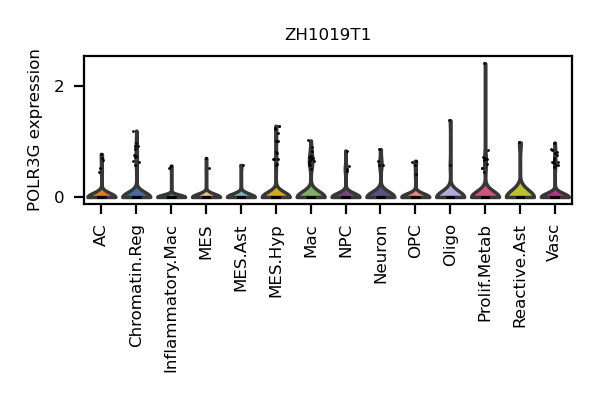 ZH1019T1
POLR3G expression
2
0
AC
Chromatin.Reg
Inflammatory.Mac
MES
MES.Ast
MES.Hyp
Mac
NPC
Neuron
OPC
Oligo
Prolif.Metab
Reactive.Ast
Vasc